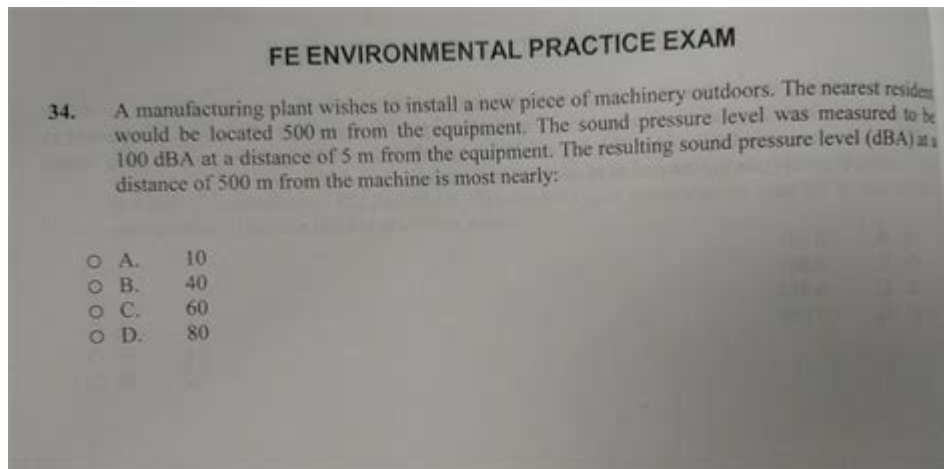 FE ENVIRONMENTAL PRACTICE EXAM
34. A manufacturing plant wishes to install a new piece of machinery outdoors. The nearest
would be located 500 m from the equipment. The sound pressure level was measured to be
100 dBA at a distance of 5 m from the equipment. The resulting sound pressure level (dBA) at a
distance of 500 m from the machine is most nearly:
A. 10
B. 40
C. 60
D. 80